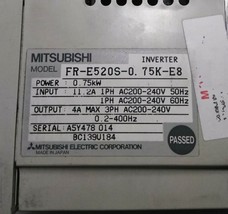 MITSUBISHI
INVERTER
MODEL FR-E520S-0.75K-E8
POWER : 0.75kW
INPUT : 11.2A 1PH AC200-240V 50Hz
1PH AC200-240V 60Hz
OUTPUT : 4A MAX 3PH AC200-240V
0.2-400Hz
SERIAL A5Y478 014
BC139U184
PASSED
MITSUBISHI ELECTRIC CORPORATION
MADE IN JAPAN